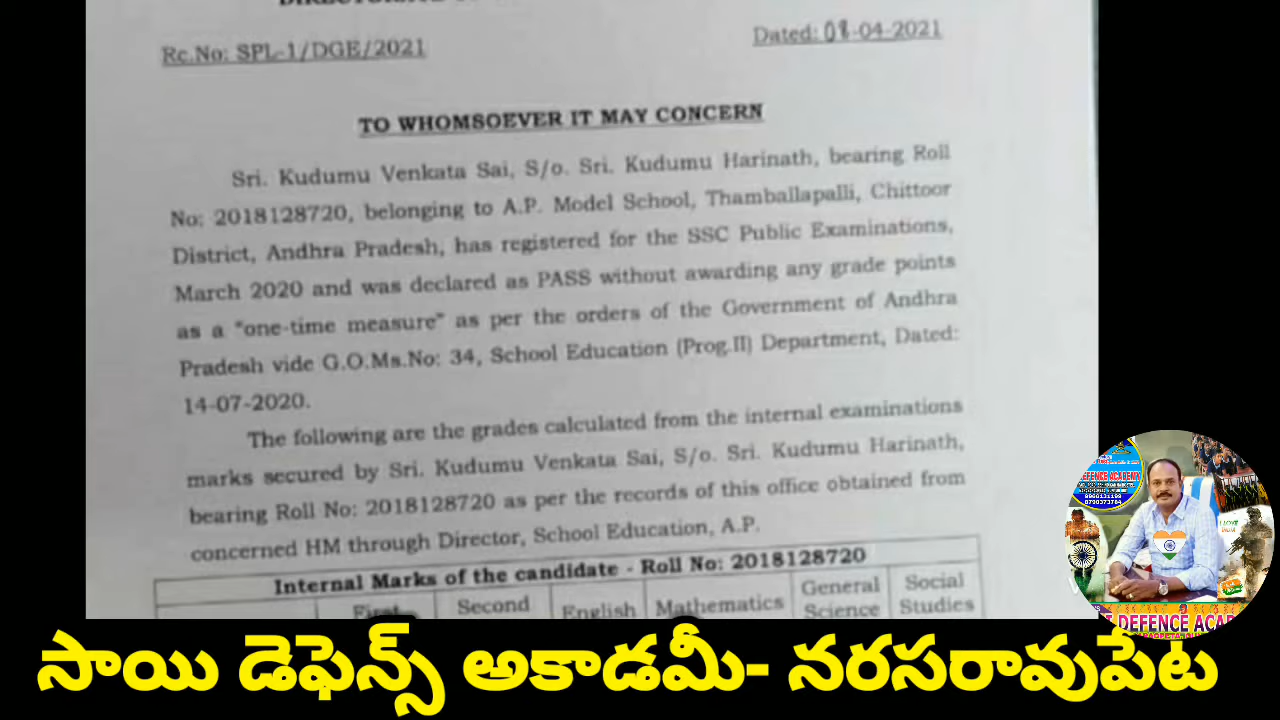 Rc.No: SPL-1/DGE/2021
Dated: 08-04-2021
TO WHOMSOEVER IT MAY CONCERN
Sri. Kudumu Venkata Sai, S/o. Sri. Kudumu Harinath, bearing Roll
No: 2018128720, belonging to A.P. Model School, Thamballapalli, Chittoor
District, Andhra Pradesh, has registered for the SSC Public Examinations,
March 2020 and was declared as PASS without awarding any grade points
as a "one-time measure" as per the orders of the Government of Andhra
Pradesh vide G.O.Ms.No: 34, School Education (Prog.II) Department, Dated:
14-07-2020.
The following are the grades calculated from the internal examinations
marks secured by Sri. Kudumu Venkata Sai, S/o. Sri. Kudumu Harinath,
bearing Roll No: 2018128720 as per the records of this office obtained from
concerned HM through Director, School Education, A.P.
Internal Marks of the candidate - Roll No: 2018128720
First Second English Mathematics General Science Social Studies
DEFENCE ACADEMY
I LOVE
DEFENCE ACA
సాయి డెఫెన్స్ అకాడమీ- నరసరావుపేట